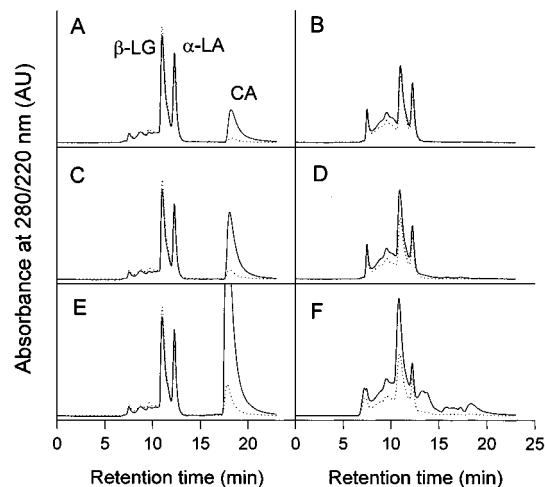 Absorbance at 280/220 nm (AU)
A
β-LG
α-LA
CA
B
C
D
E
F
0 5 10 15 20
0 5 10 15 20 25
Retention time (min)
Retention time (min)